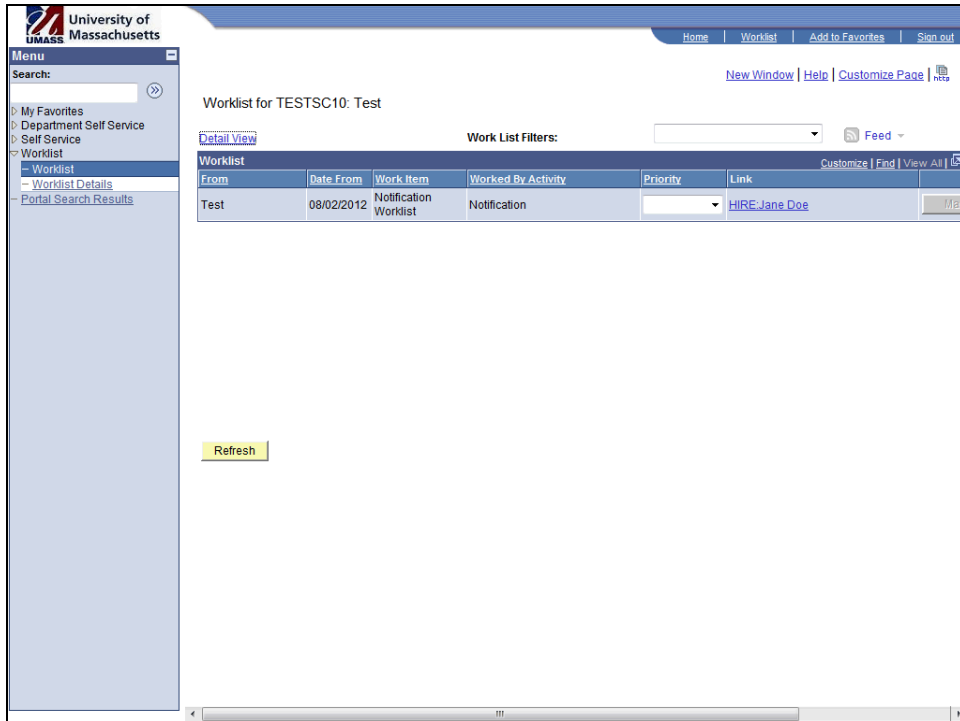 University of
Massachusetts
UMASS
Home | Worklist | Add to Favorites | Sign out
Menu
Search:
My Favorites
Department Self Service
Self Service
Worklist
Worklist
Worklist Details
Portal Search Results
New Window | Help | Customize Page | http
Worklist for TESTSC10: Test
Detail View Work List Filters: Feed
Worklist Customize | Find | View All |
From Date From Work Item Worked By Activity Priority Link
Test 08/02/2012 Notification Worklist Notification HIRE:Jane Doe Ma
Refresh